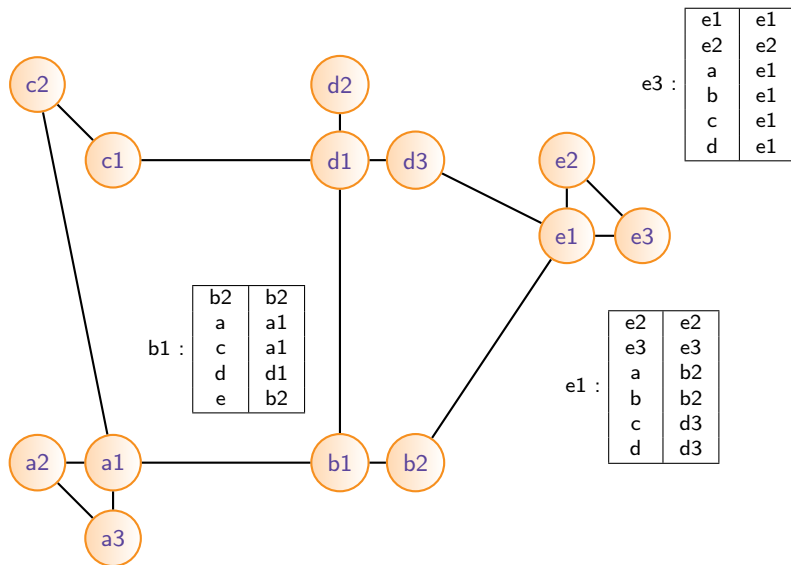 e1 e1
e2 e2
a e1
e3 : b e1
c e1
d e1
c2
d2
c1
d1
d3
e2
e1
e3
b2 b2
a a1
b1 : c a1
d d1
e b2
e2 e2
e3 e3
e1 : a b2
b b2
c d3
d d3
a2
a1
b1
b2
a3